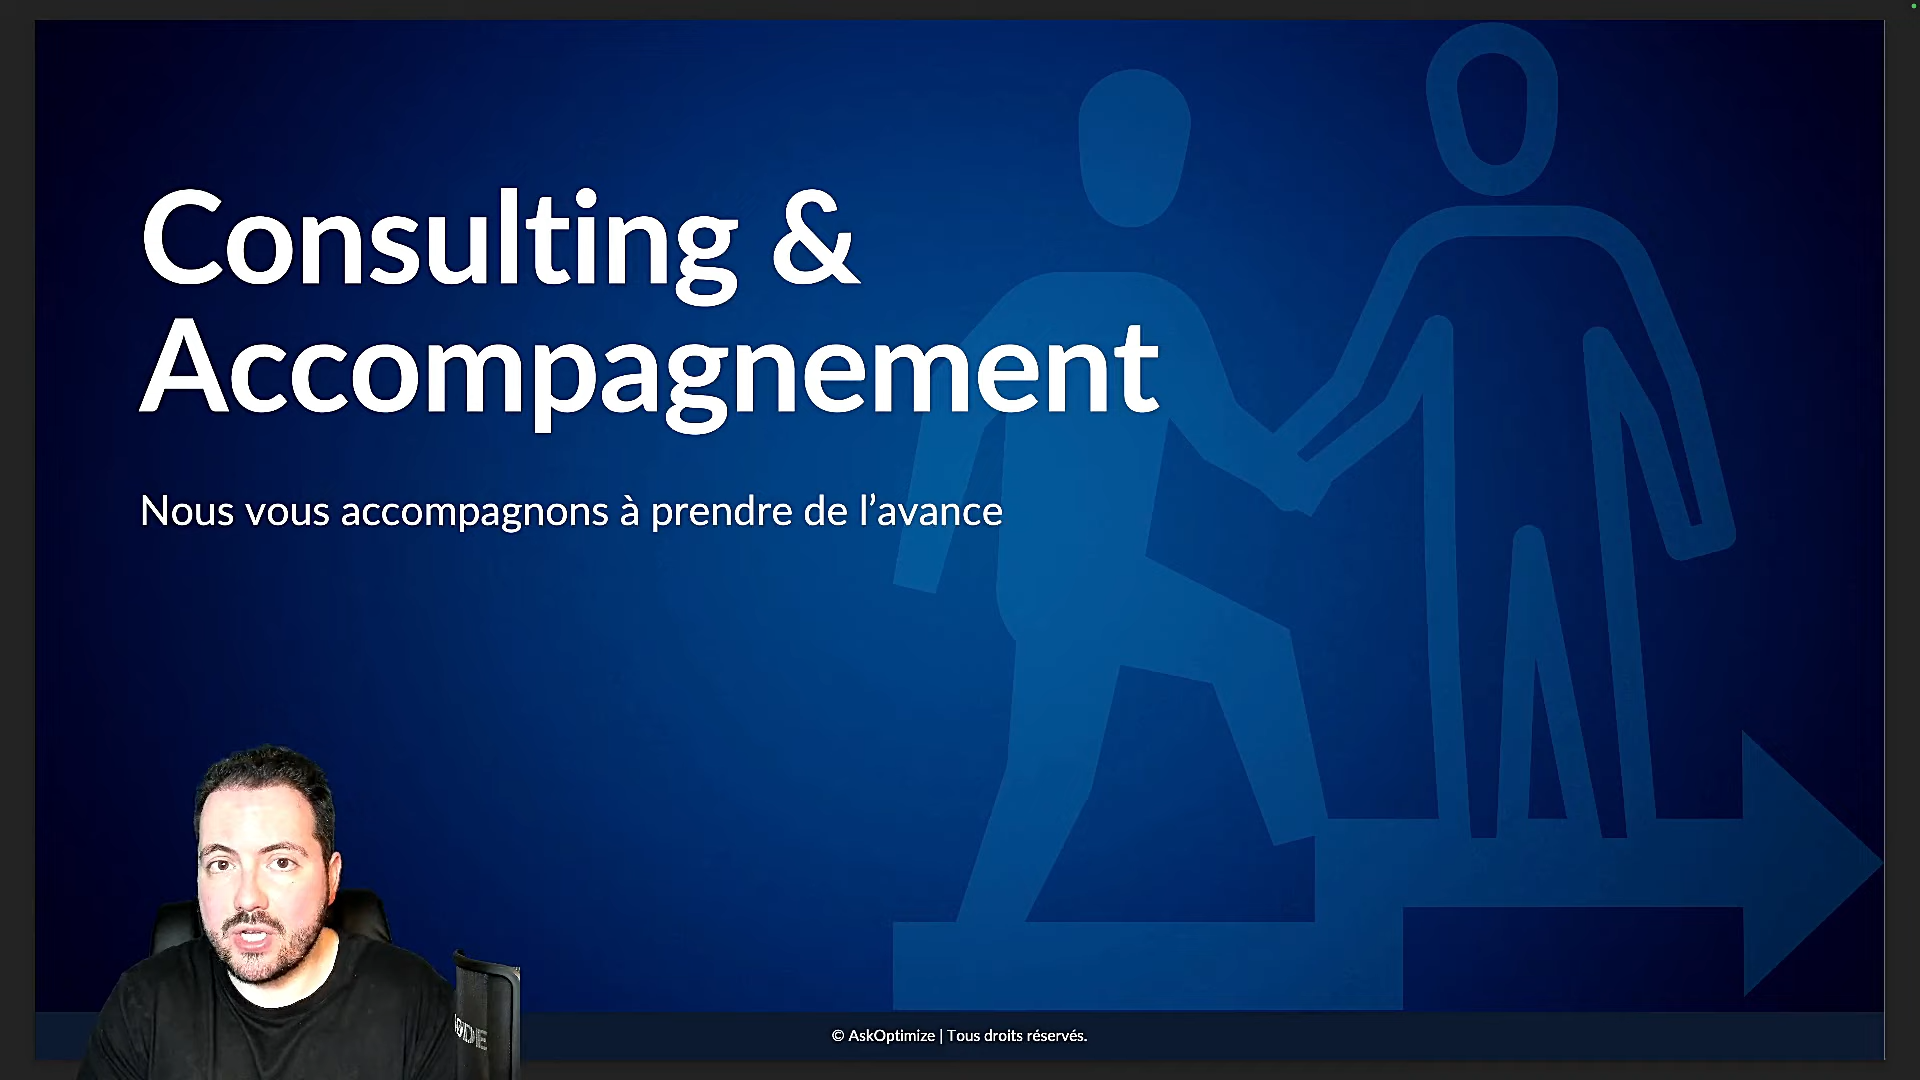 Consulting &
Accompagnement
Nous vous accompagnons à prendre de l’avance
© AskOptimize | Tous droits réservés.